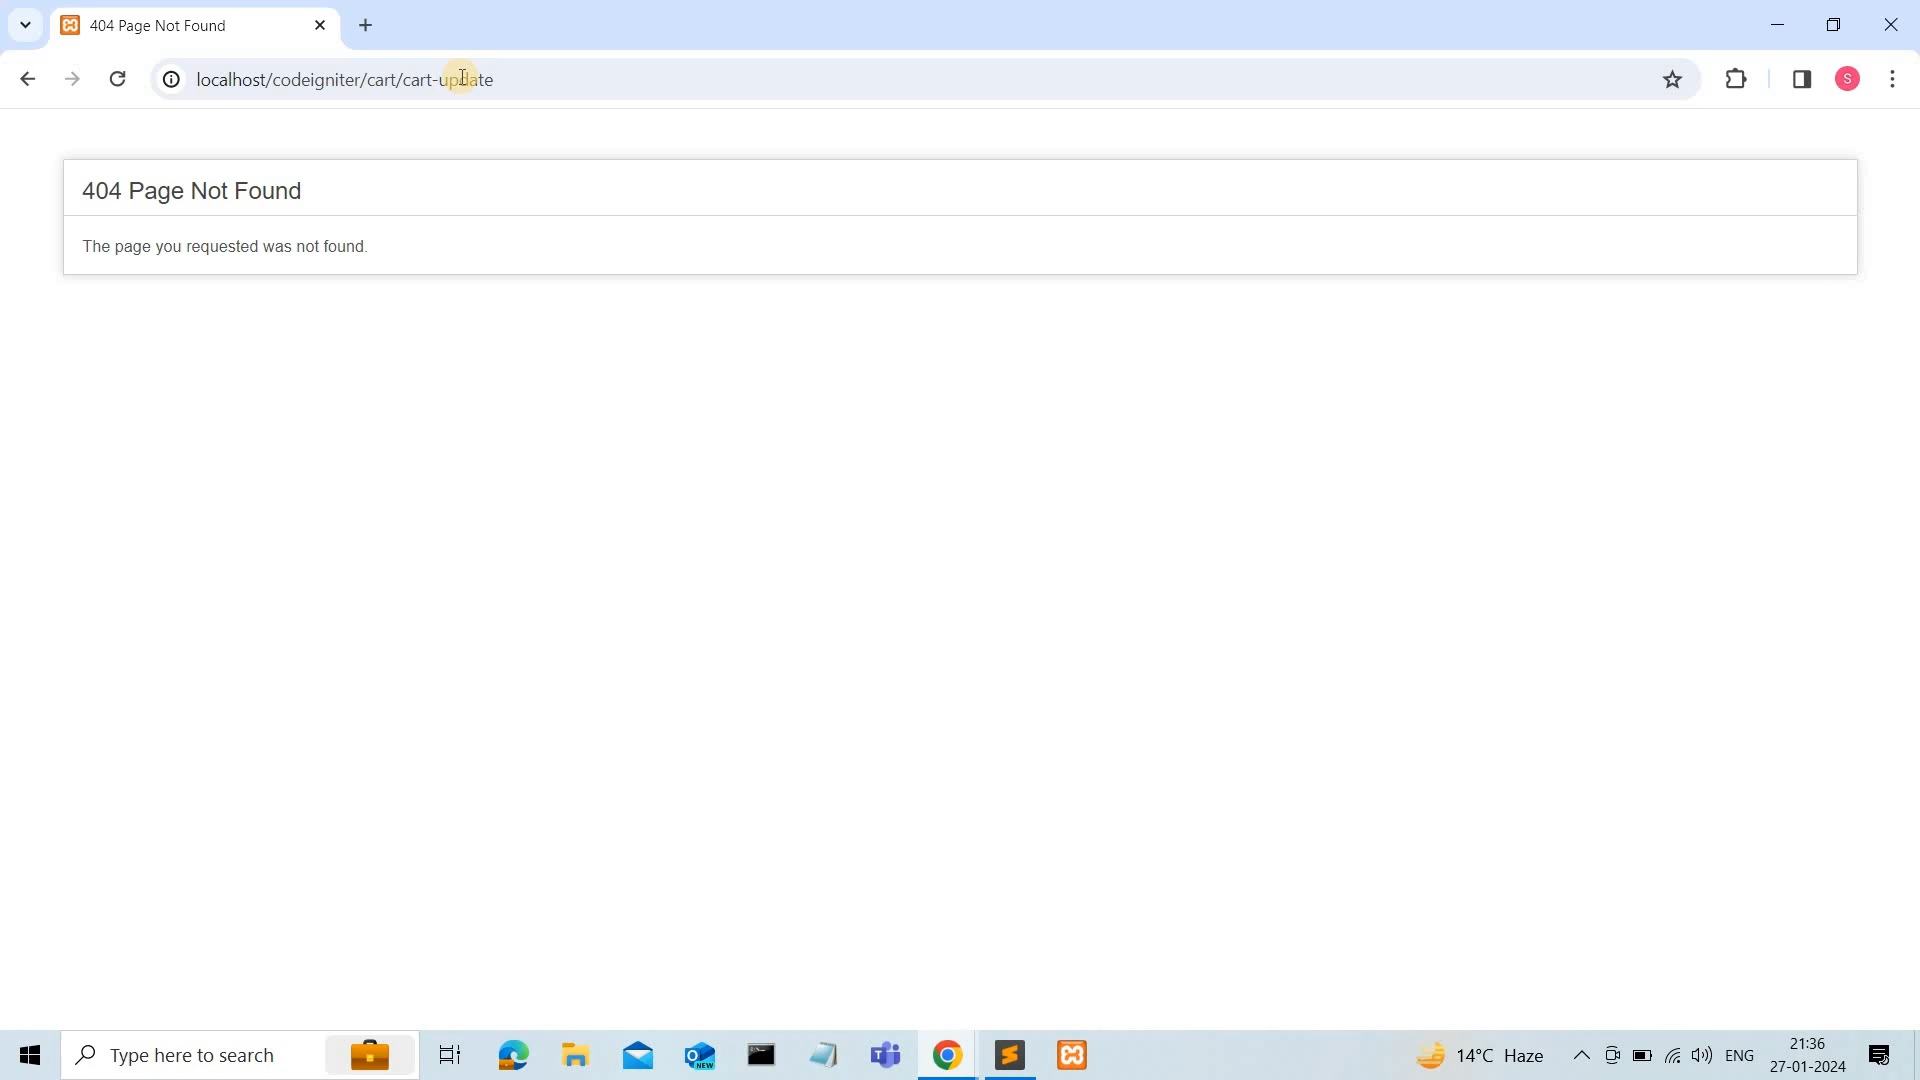 404 Page Not Found
localhost/codeigniter/cart/cart-update
S
404 Page Not Found
The page you requested was not found.
Type here to search
NEW
14°C Haze
ENG
21:36
27-01-2024